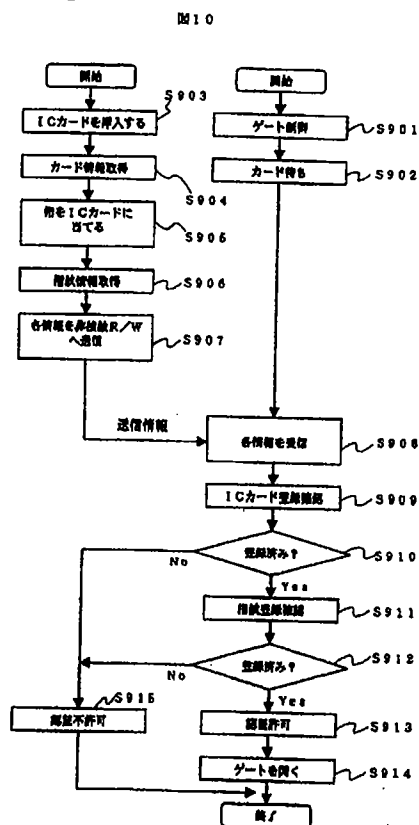 図10
開始
S903
ICカードを挿入する
カード情報取得
S904
指をICカードに
当てる
S905
指紋情報取得
S906
各情報を非接触R/W
へ送信
S907
送信情報
開始
ゲート制御
S901
カード待ち
S902
各情報を受信
S908
ICカード登録確認
S909
登録済み?
S910
No
Yes
指紋登録確認
S911
登録済み?
S912
No
Yes
S915
認証不許可
認証許可
S913
ゲートを開く
S914
終了